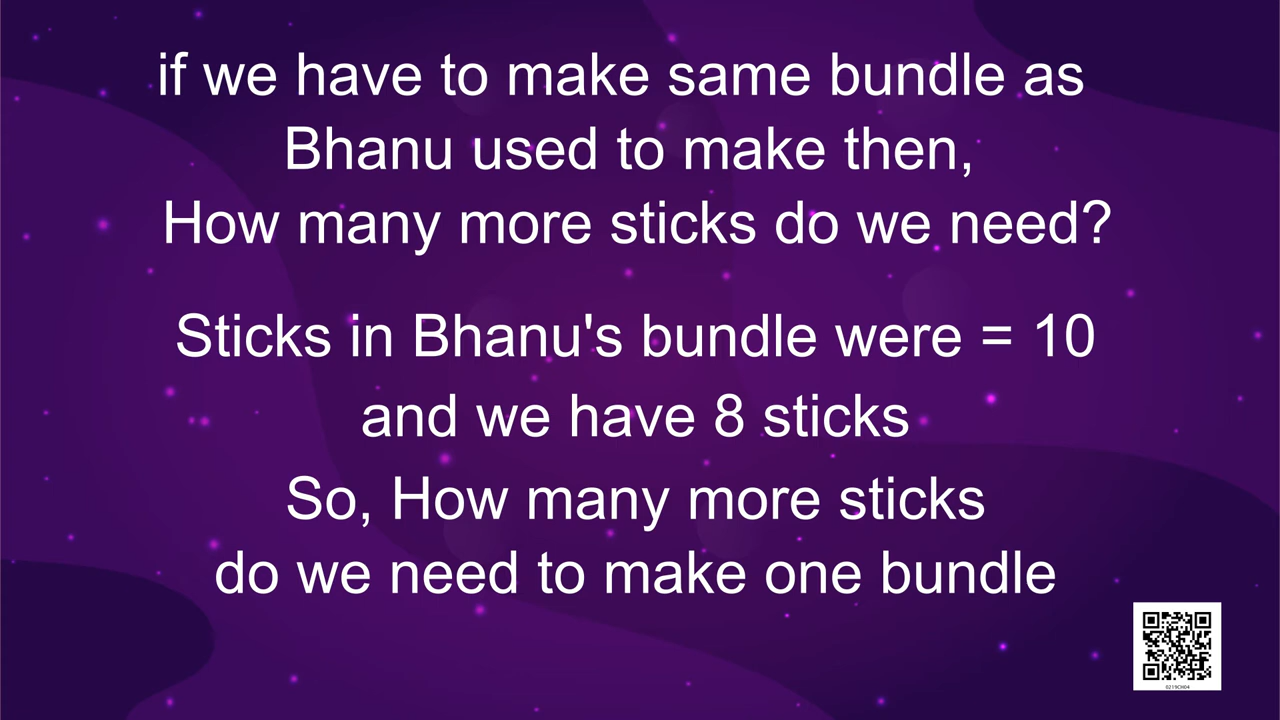 if we have to make same bundle as
Bhanu used to make then,
How many more sticks do we need?
Sticks in Bhanu's bundle were = 10
and we have 8 sticks
So, How many more sticks
do we need to make one bundle
0219CH04